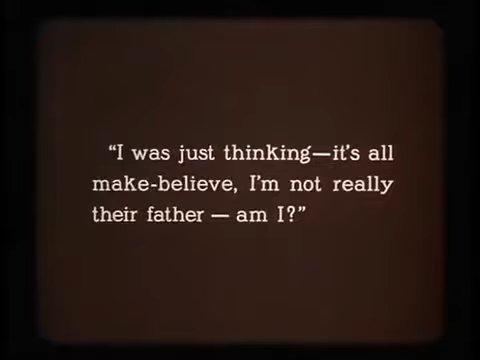 “I was just thinking—it's all
make-believe, I'm not really
their father — am I?”